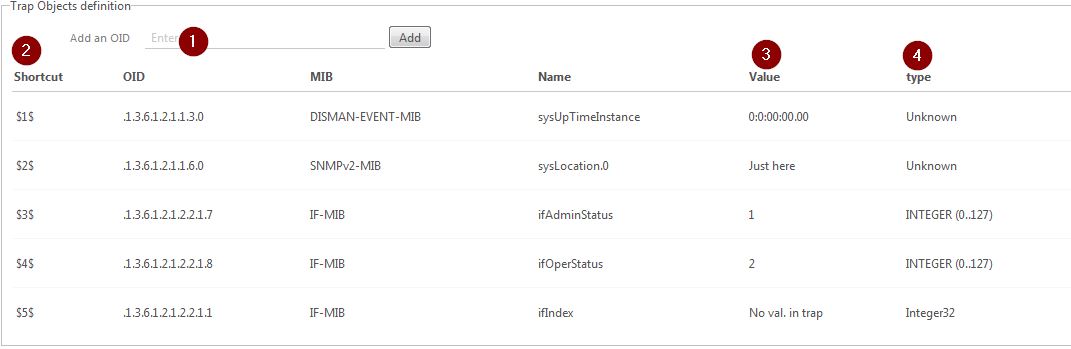 Trap Objects definition
Add an OID Enter 1 Add
2 3 4
Shortcut OID MIB Name Value type
$1$ .1.3.6.1.2.1.1.3.0 DISMAN-EVENT-MIB sysUpTimeInstance 0:0:00:00.00 Unknown
$2$ .1.3.6.1.2.1.1.6.0 SNMPv2-MIB sysLocation.0 Just here Unknown
$3$ .1.3.6.1.2.1.2.2.1.7 IF-MIB ifAdminStatus 1 INTEGER (0..127)
$4$ .1.3.6.1.2.1.2.2.1.8 IF-MIB ifOperStatus 2 INTEGER (0..127)
$5$ .1.3.6.1.2.1.2.2.1.1 IF-MIB ifIndex No val. in trap Integer32